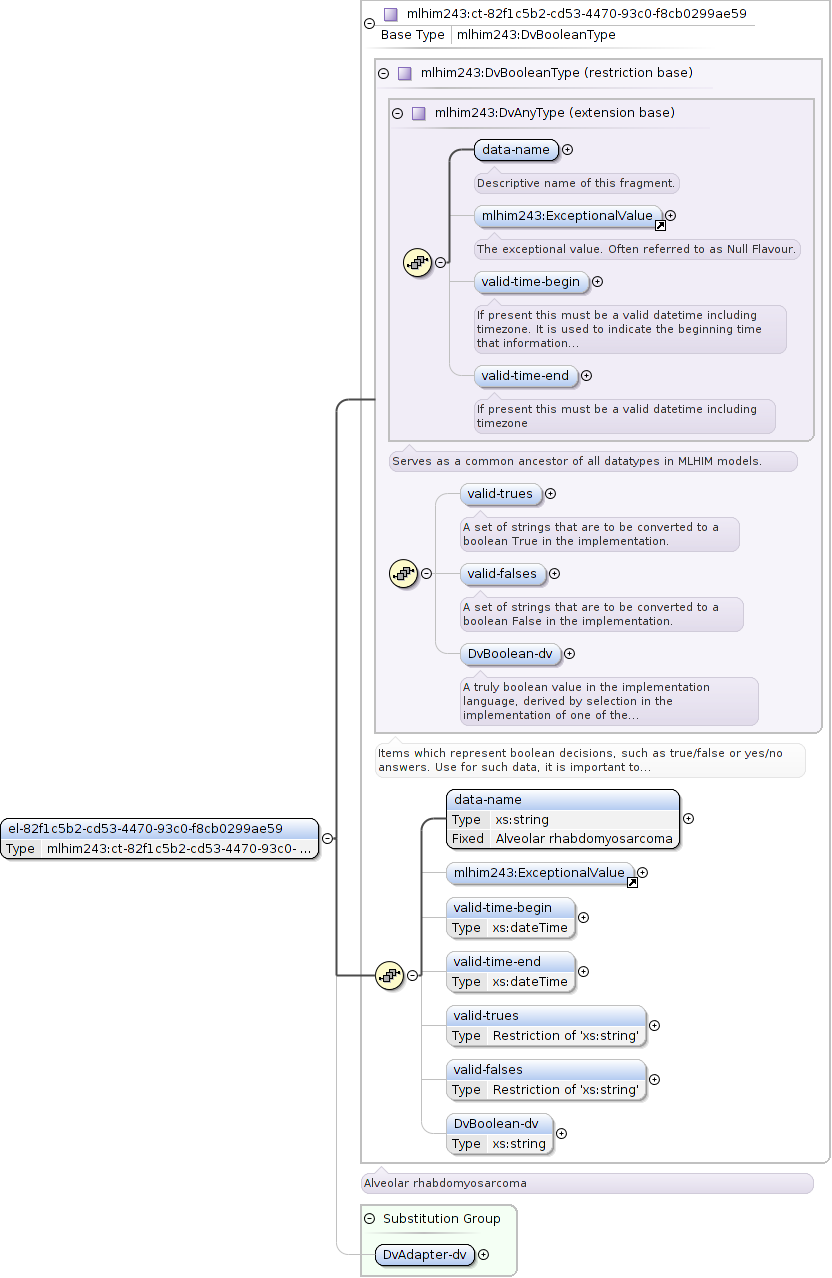 mlhim243:ct-82f1c5b2-cd53-4470-93c0-f8cb0299ae59
Base Type mlhim243:DvBooleanType
mlhim243:DvBooleanType (restriction base)
mlhim243:DvAnyType (extension base)
data-name
Descriptive name of this fragment.
mlhim243:ExceptionalValue
The exceptional value. Often referred to as Null Flavour.
valid-time-begin
If present this must be a valid datetime including
timezone. It is used to indicate the beginning time
that information...
valid-time-end
If present this must be a valid datetime including
timezone
Serves as a common ancestor of all datatypes in MLHIM models.
valid-trues
A set of strings that are to be converted to a
boolean True in the implementation.
valid-falses
A set of strings that are to be converted to a
boolean False in the implementation.
DvBoolean-dv
A truly boolean value in the implementation
language, derived by selection in the
implementation of one of the...
Items which represent boolean decisions, such as true/false or yes/no
answers. Use for such data, it is important to...
el-82f1c5b2-cd53-4470-93c0-f8cb0299ae59
Type mlhim243:ct-82f1c5b2-cd53-4470-93c0- ...
data-name
Type xs:string
Fixed Alveolar rhabdomyosarcoma
mlhim243:ExceptionalValue
valid-time-begin
Type xs:dateTime
valid-time-end
Type xs:dateTime
valid-trues
Type Restriction of 'xs:string'
valid-falses
Type Restriction of 'xs:string'
DvBoolean-dv
Type xs:string
Alveolar rhabdomyosarcoma
Substitution Group
DvAdapter-dv